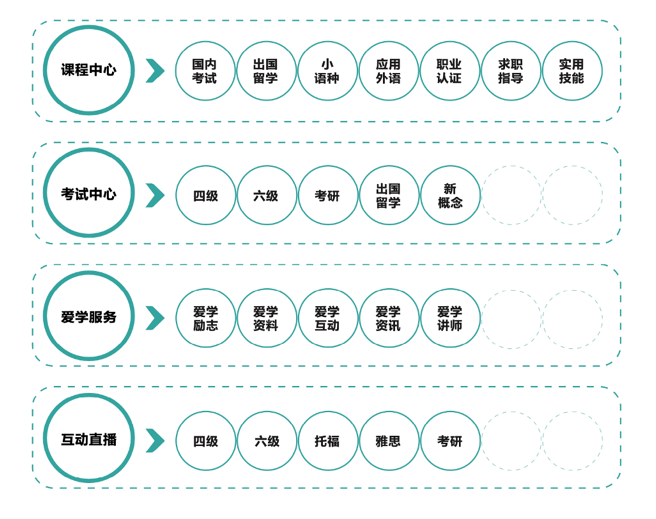 课程中心
国内
考试
出国
留学
小
语种
应用
外语
职业
认证
求职
指导
实用
技能
考试中心
四级
六级
考研
出国
留学
新
概念
爱学服务
爱学
励志
爱学
资料
爱学
互动
爱学
资讯
爱学
讲师
互动直播
四级
六级
托福
雅思
考研